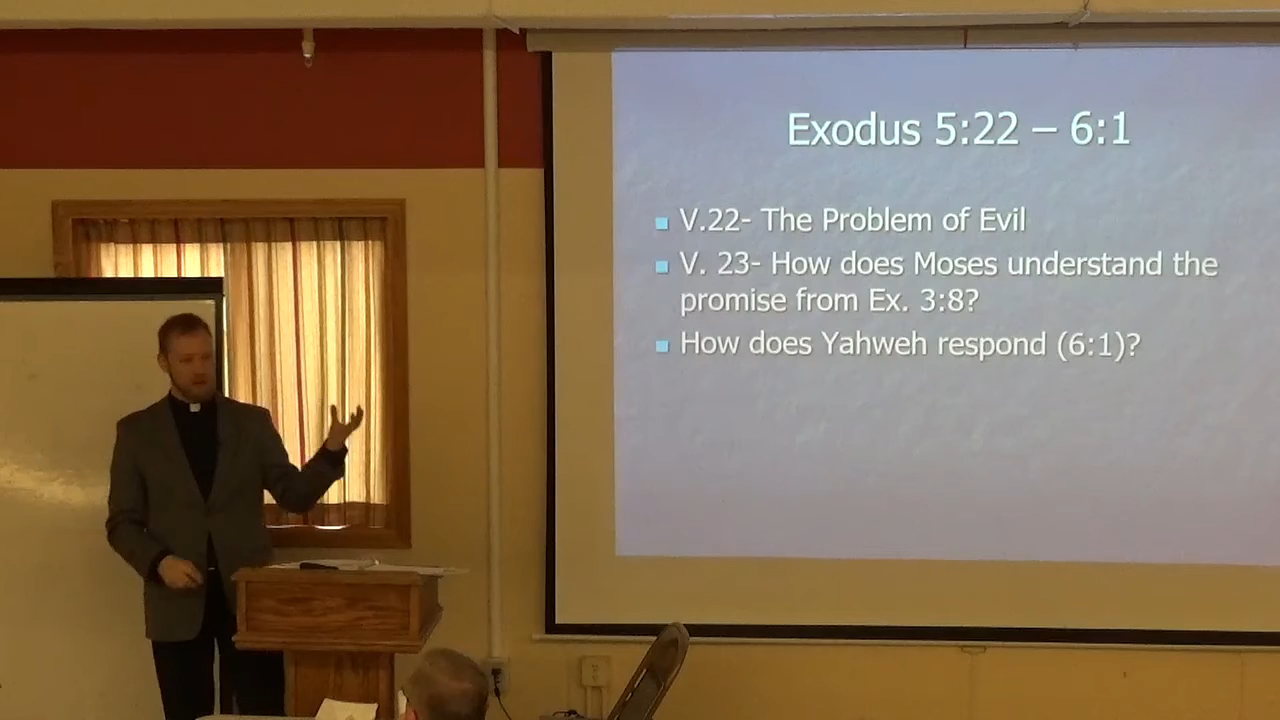 Exodus 5:22 – 6:1
V.22- The Problem of Evil
V. 23- How does Moses understand the
promise from Ex. 3:8?
How does Yahweh respond (6:1)?